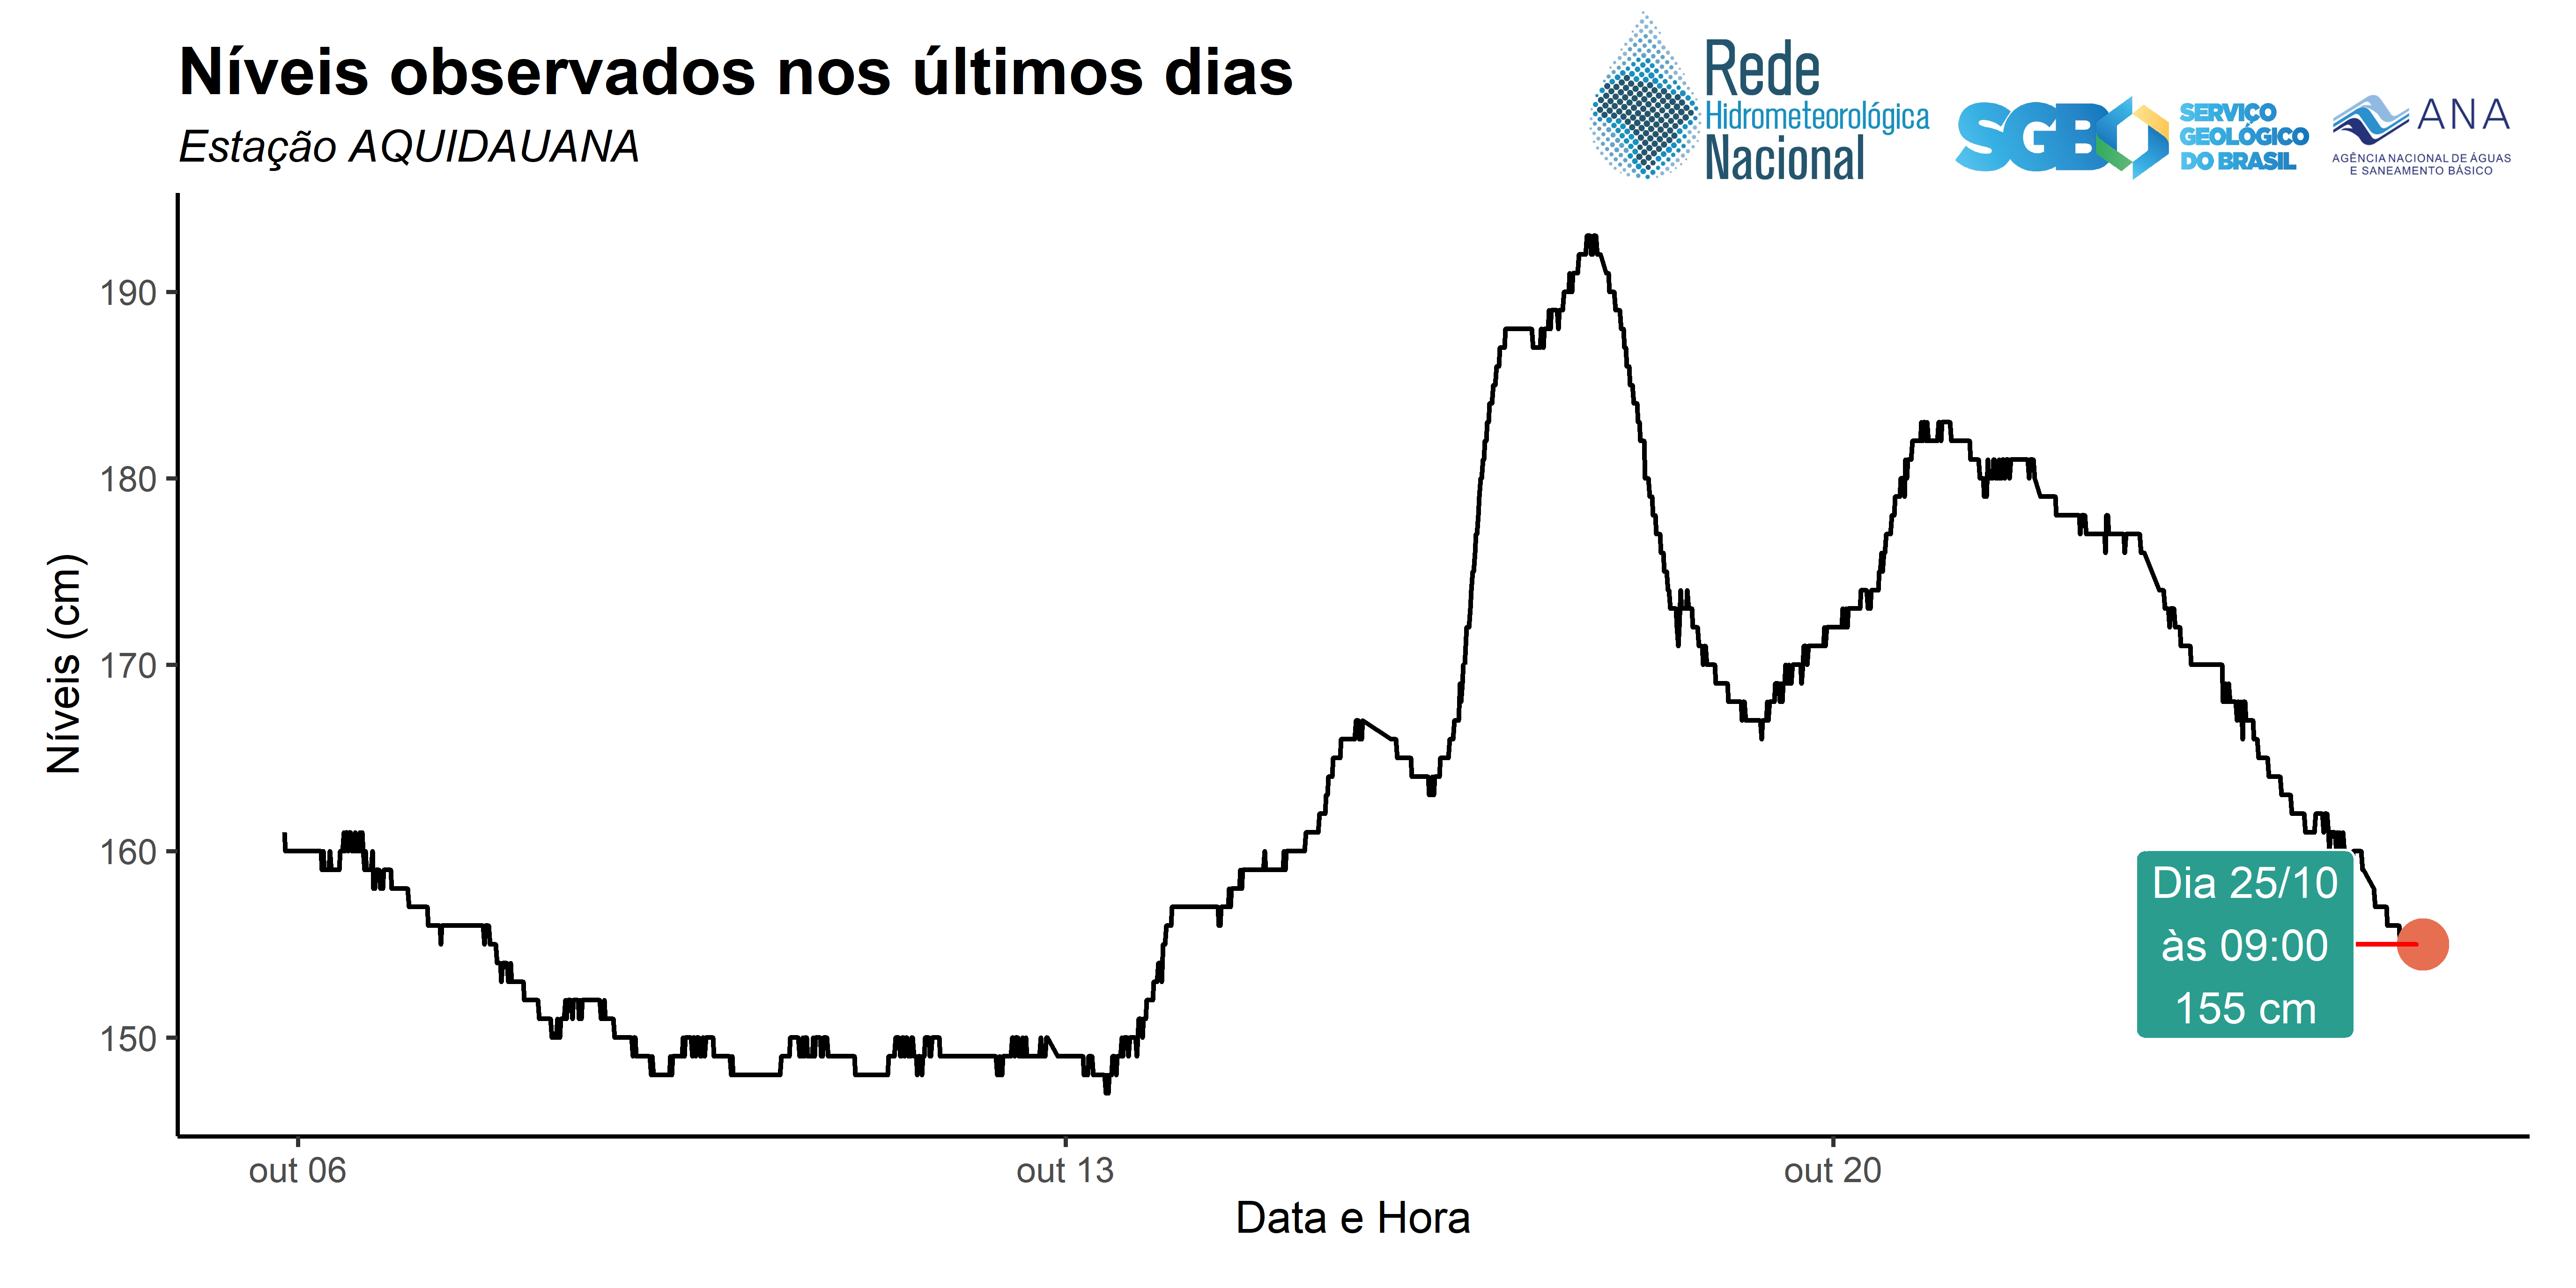 Níveis observados nos últimos dias
Estação AQUIDAUANA
Rede
Hidrometeorológica
Nacional
SGB
SERVIÇO
GEOLÓGICO
DO BRASIL
ANA
AGÊNCIA NACIONAL DE ÁGUAS
E SANEAMENTO BÁSICO
Níveis (cm)
190
180
170
160
150
Dia 25/10
às 09:00
155 cm
out 06
out 13
out 20
Data e Hora